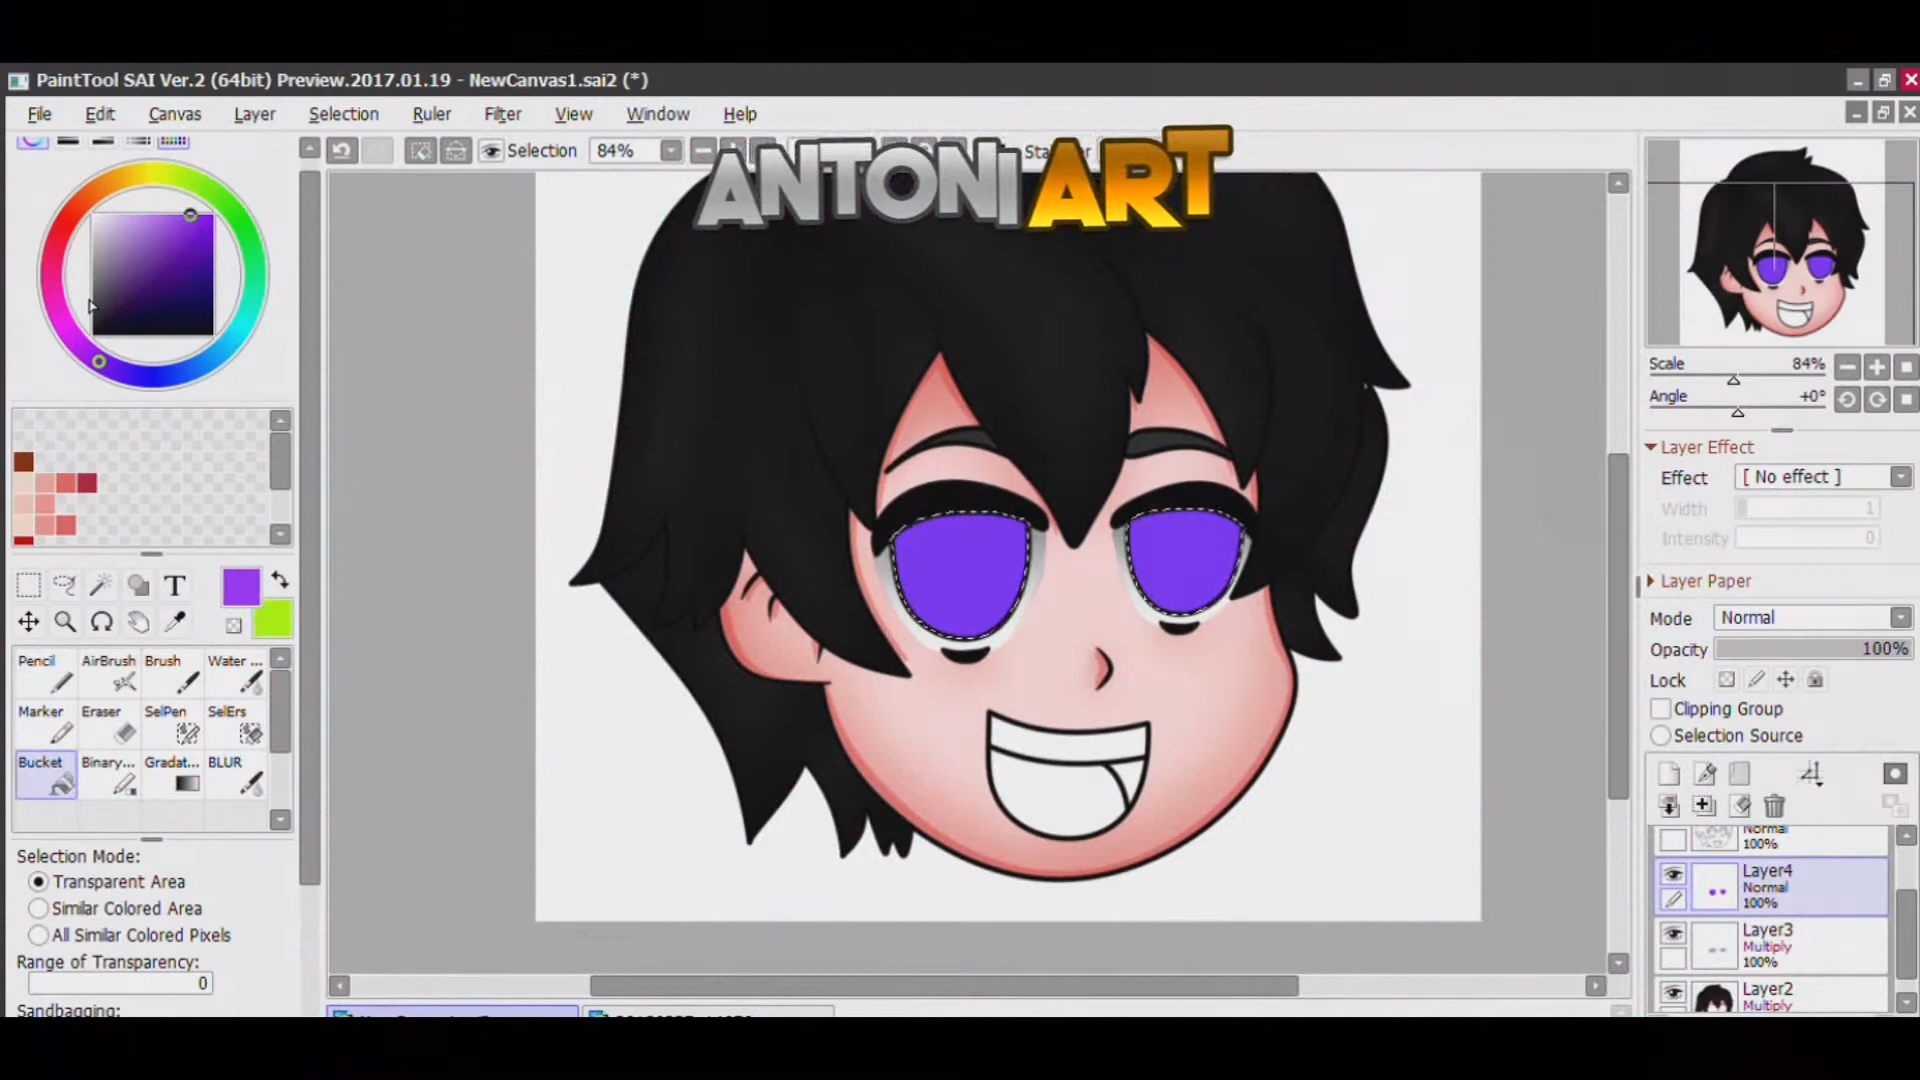 PaintTool SAI Ver.2 (64bit) Preview.2017.01.19 - NewCanvas1.sai2 (*)
File Edit Canvas Layer Selection Ruler Filter View Window Help
Selection 84%
ANTONI ART
Scale 84%
Angle +0°
Layer Effect
Effect [ No effect ]
Width 1
Intensity 0
Layer Paper
Mode Normal
Opacity 100%
Lock
Clipping Group
Selection Source
Normal
100%
Layer4
Normal
100%
Layer3
Multiply
100%
Layer2
Multiply
T
Pencil AirBrush Brush Water ...
Marker Eraser SelPen SelErs
Bucket Binary... Gradat... BLUR
Selection Mode:
Transparent Area
Similar Colored Area
All Similar Colored Pixels
Range of Transparency:
0
Sandbagging: